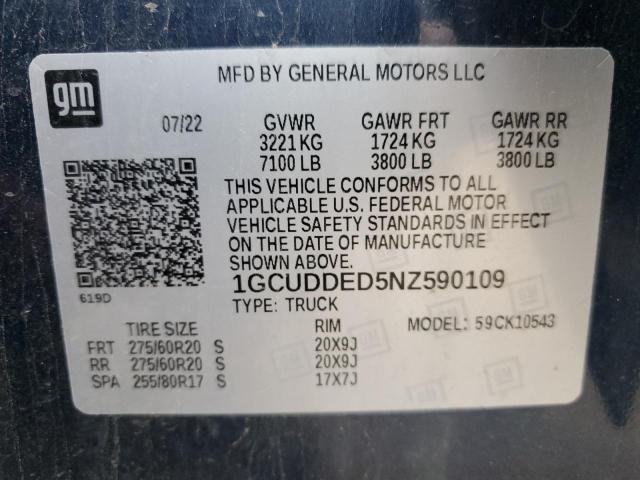 gm
MFD BY GENERAL MOTORS LLC
07/22 GVWR GAWR FRT GAWR RR
3221 KG 1724 KG 1724 KG
7100 LB 3800 LB 3800 LB
THIS VEHICLE CONFORMS TO ALL
APPLICABLE U.S. FEDERAL MOTOR
VEHICLE SAFETY STANDARDS IN EFFECT
ON THE DATE OF MANUFACTURE
SHOWN ABOVE.
619D
1GCUDDED5NZ590109
TYPE: TRUCK
TIRE SIZE RIM MODEL: 59CK10543
FRT 275/60R20 S 20X9J
RR 275/60R20 S 20X9J
SPA 255/80R17 S 17X7J